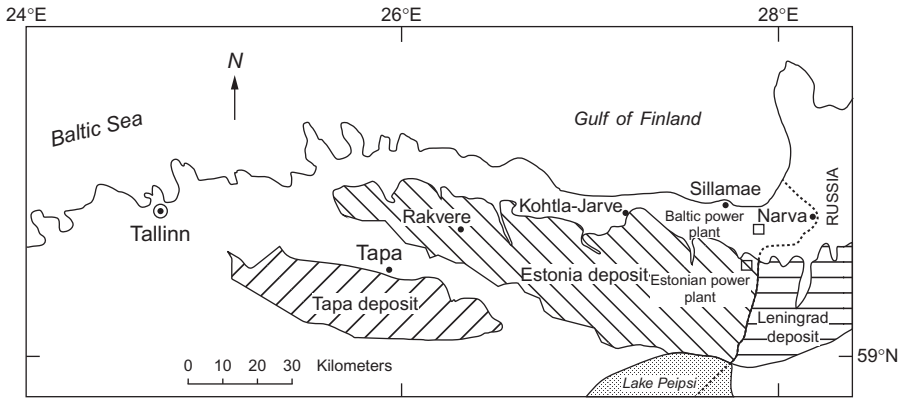 24°E
26°E
28°E
N
Baltic Sea
Gulf of Finland
RUSSIA
Sillamae
Kohtla-Jarve
Baltic power
plant
Narva
Rakvere
Tallinn
Tapa
Estonia deposit
Estonian power
plant
Tapa deposit
Leningrad
deposit
0 10 20 30 Kilometers
59°N
Lake Peipsi